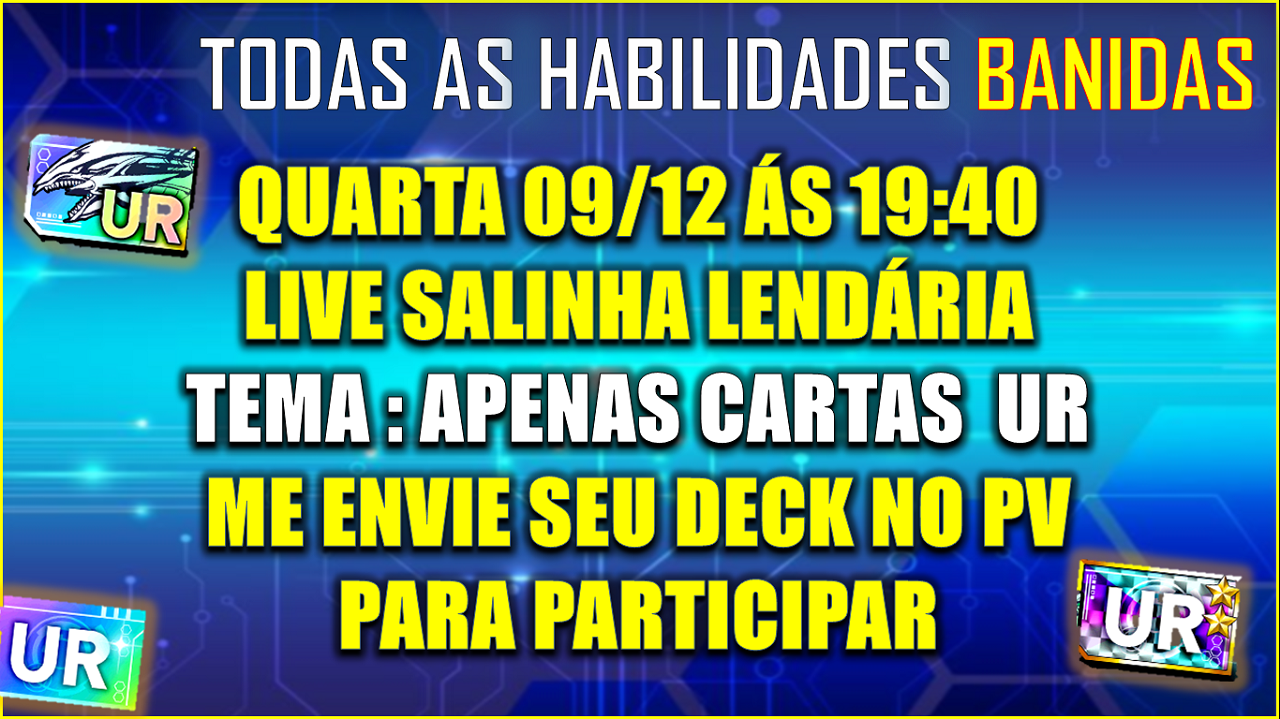 TODAS AS HABILIDADES BANIDAS
UR
QUARTA 09/12 ÁS 19:40
LIVE SALINHA LENDÁRIA
TEMA : APENAS CARTAS UR
ME ENVIE SEU DECK NO PV
PARA PARTICIPAR
UR
UR